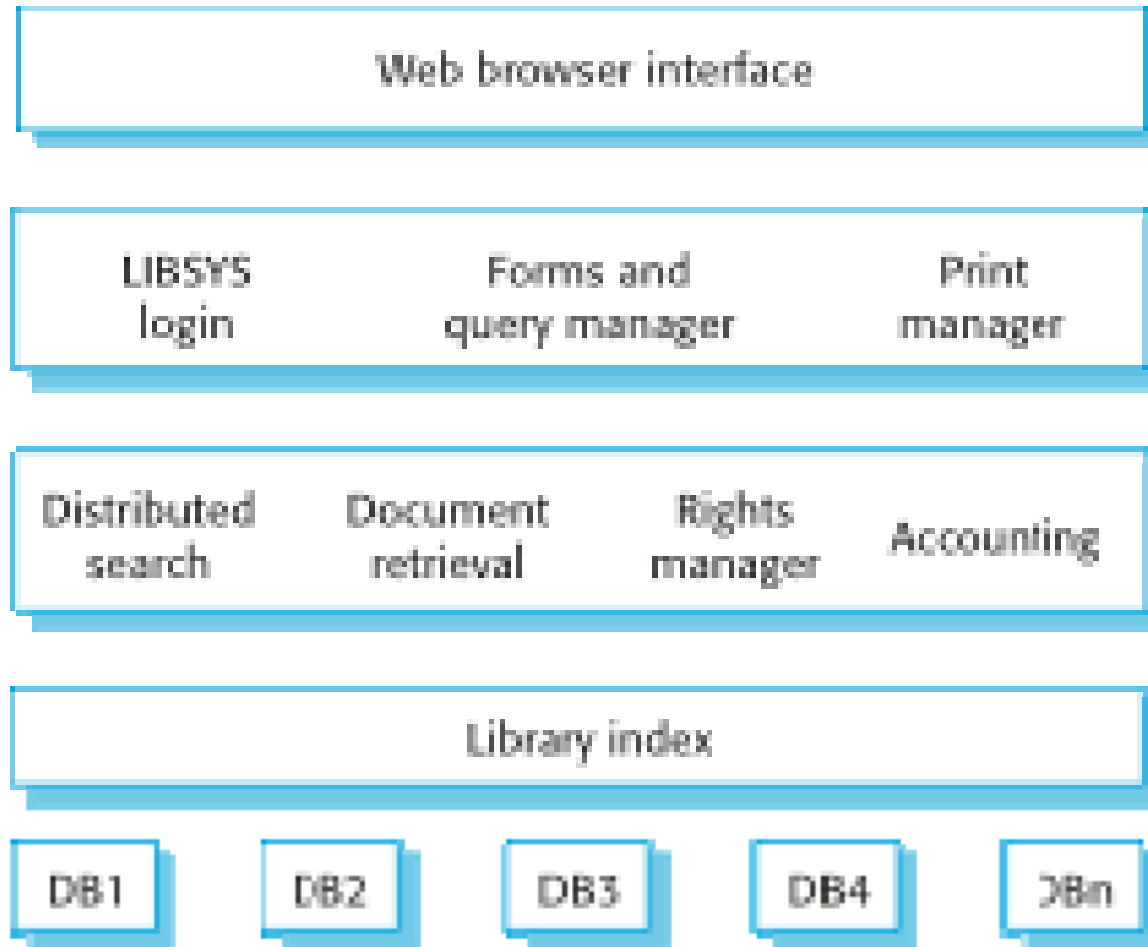 Web browser interface
LIBSYS
login
Forms and
query manager
Print
manager
Distributed
search
Document
retrieval
Rights
manager
Accounting
Library index
DB1
DB2
DB3
DB4
DBn